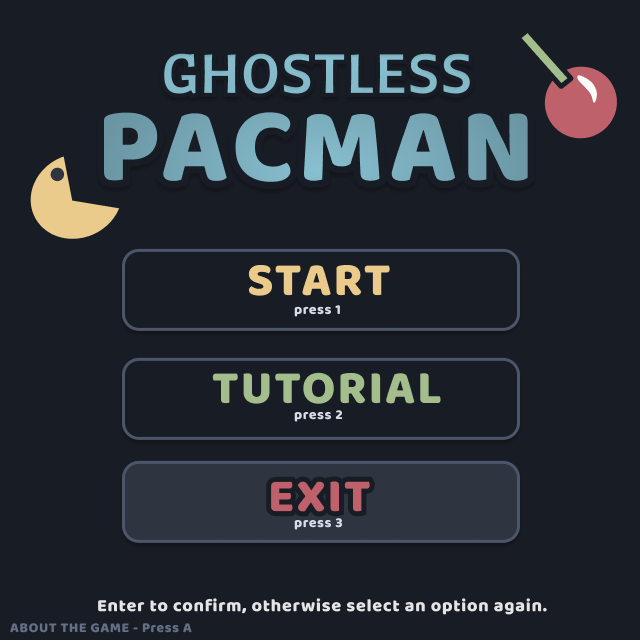 GHOSTLESS
PACMAN
START
press 1
TUTORIAL
press 2
EXIT
press 3
Enter to confirm, otherwise select an option again.
ABOUT THE GAME - Press A